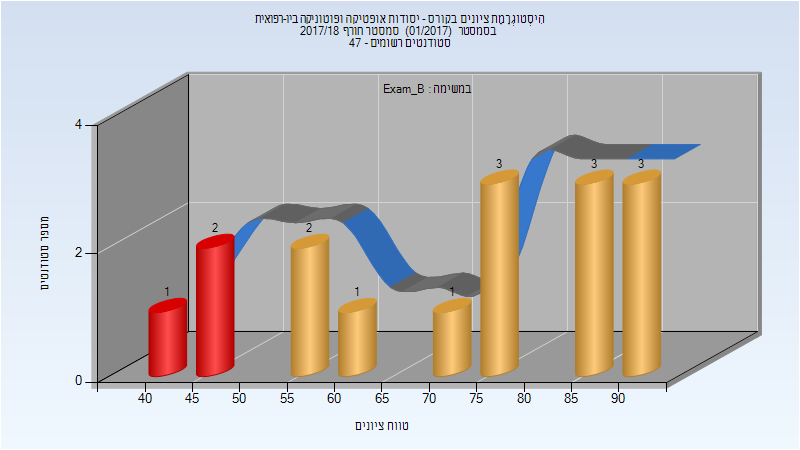 היסטוגרמת ציונים בקורס - יסודות אופטיקה ופוטוניקה ביו-רפואית
בסמסטר (01/2017) סמסטר חורף 2017/18
סטודנטים רשומים - 47
במשימה : Exam_B
מספר סטודנטים
4
2
0
1
2
2
1
1
3
3
3
40 45 50 55 60 65 70 75 80 85 90
טווח ציונים